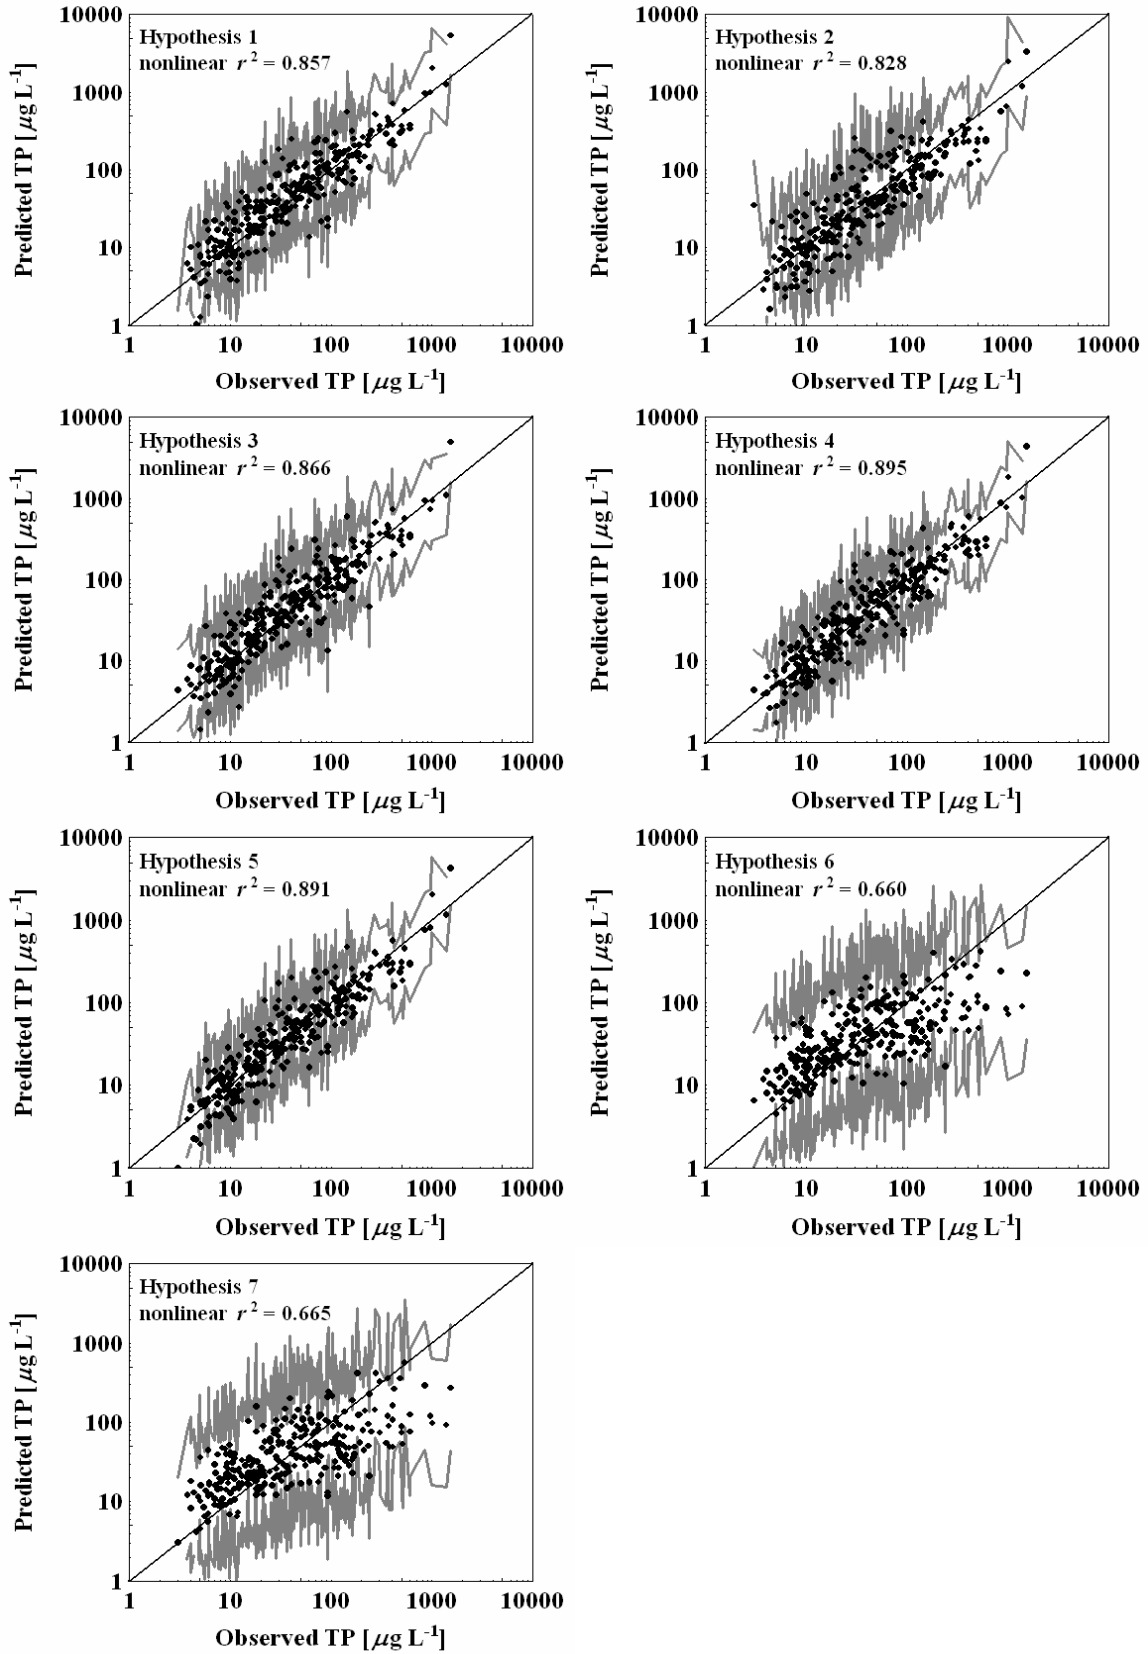 10000
1000
100
10
1
Predicted TP [μg L-1]
Hypothesis 1
nonlinear r2 = 0.857
1 10 100 1000 10000
Observed TP [μg L-1]
10000
1000
100
10
1
Predicted TP [μg L-1]
Hypothesis 2
nonlinear r2 = 0.828
1 10 100 1000 10000
Observed TP [μg L-1]
10000
1000
100
10
1
Predicted TP [μg L-1]
Hypothesis 3
nonlinear r2 = 0.866
1 10 100 1000 10000
Observed TP [μg L-1]
10000
1000
100
10
1
Predicted TP [μg L-1]
Hypothesis 4
nonlinear r2 = 0.895
1 10 100 1000 10000
Observed TP [μg L-1]
10000
1000
100
10
1
Predicted TP [μg L-1]
Hypothesis 5
nonlinear r2 = 0.891
1 10 100 1000 10000
Observed TP [μg L-1]
10000
1000
100
10
1
Predicted TP [μg L-1]
Hypothesis 6
nonlinear r2 = 0.660
1 10 100 1000 10000
Observed TP [μg L-1]
10000
1000
100
10
1
Predicted TP [μg L-1]
Hypothesis 7
nonlinear r2 = 0.665
1 10 100 1000 10000
Observed TP [μg L-1]